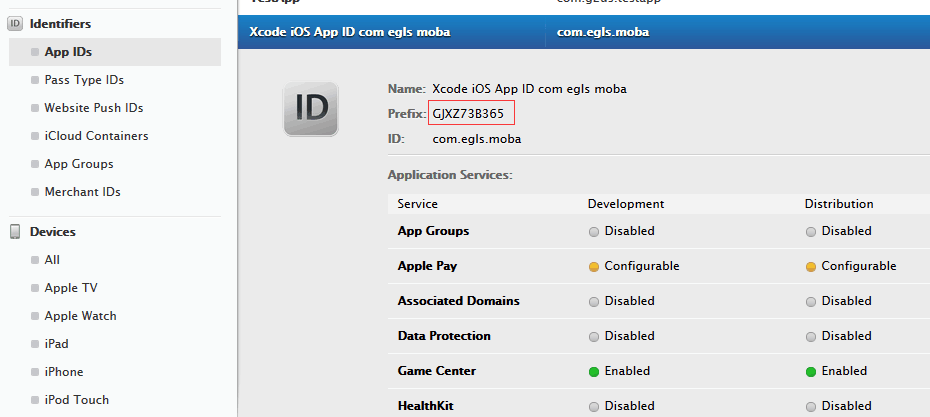 TestApp com.g2us.testapp
ID Identifiers
App IDs
Pass Type IDs
Website Push IDs
iCloud Containers
App Groups
Merchant IDs
Devices
All
Apple TV
Apple Watch
iPad
iPhone
iPod Touch
Xcode iOS App ID com egls moba com.egls.moba
ID
Name: Xcode iOS App ID com egls moba
Prefix: GJXZ73B365
ID: com.egls.moba
Application Services:
Service Development Distribution
App Groups Disabled Disabled
Apple Pay Configurable Configurable
Associated Domains Disabled Disabled
Data Protection Disabled Disabled
Game Center Enabled Enabled
HealthKit Disabled Disabled